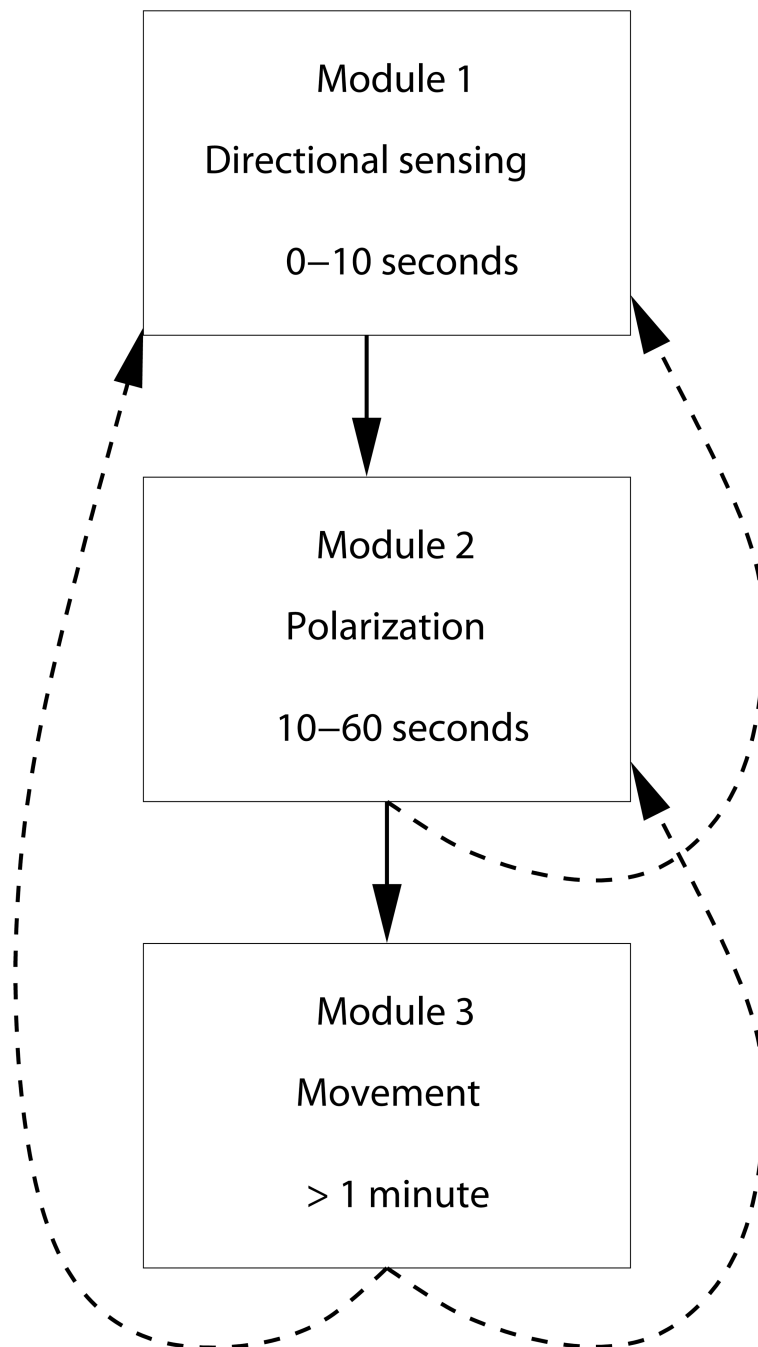 Module 1
Directional sensing
0–10 seconds
Module 2
Polarization
10–60 seconds
Module 3
Movement
> 1 minute